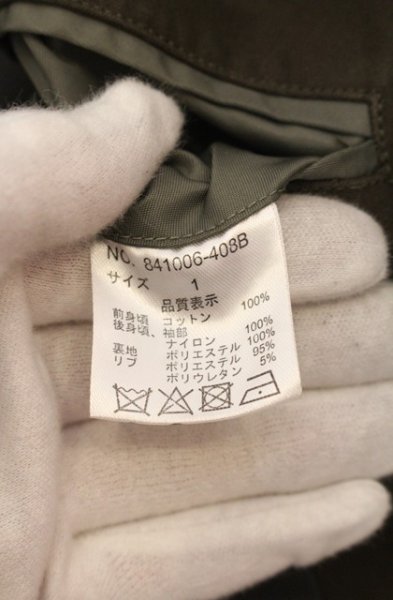 NO. 841006-408B
サイズ 1
品質表示
前身頃 コットン 100%
後身頃、袖部
ナイロン 100%
裏地 ポリエステル 100%
リブ ポリエステル 95%
ポリウレタン 5%